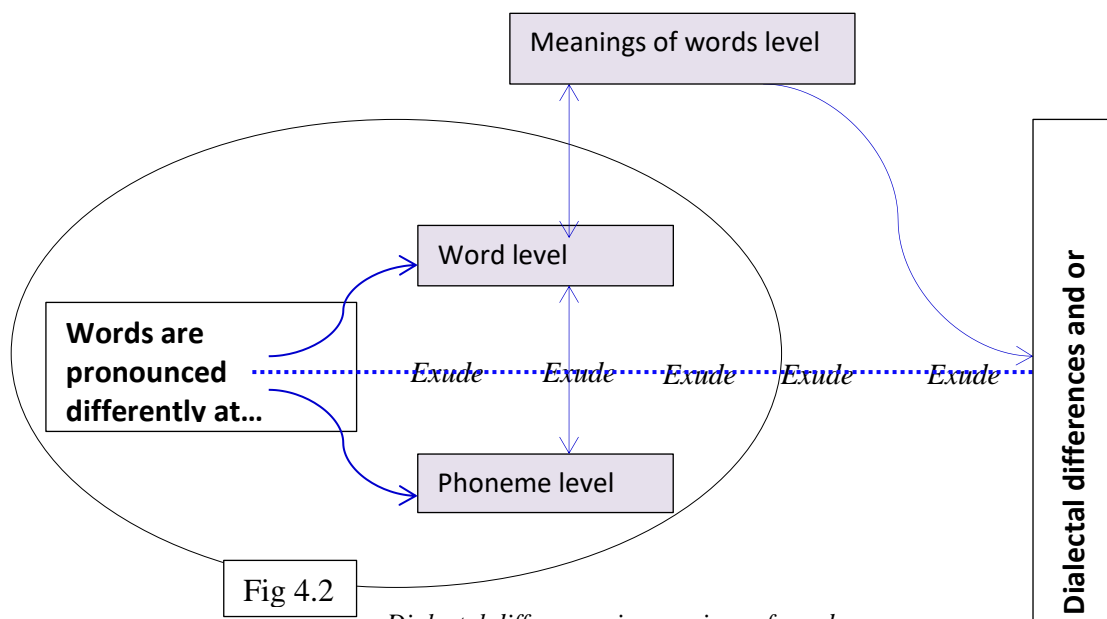 Meanings of words level
Word level
Words are
pronounced
differently at...
Exude Exude Exude Exude Exude
Phoneme level
Fig 4.2
Dialectal differences and or